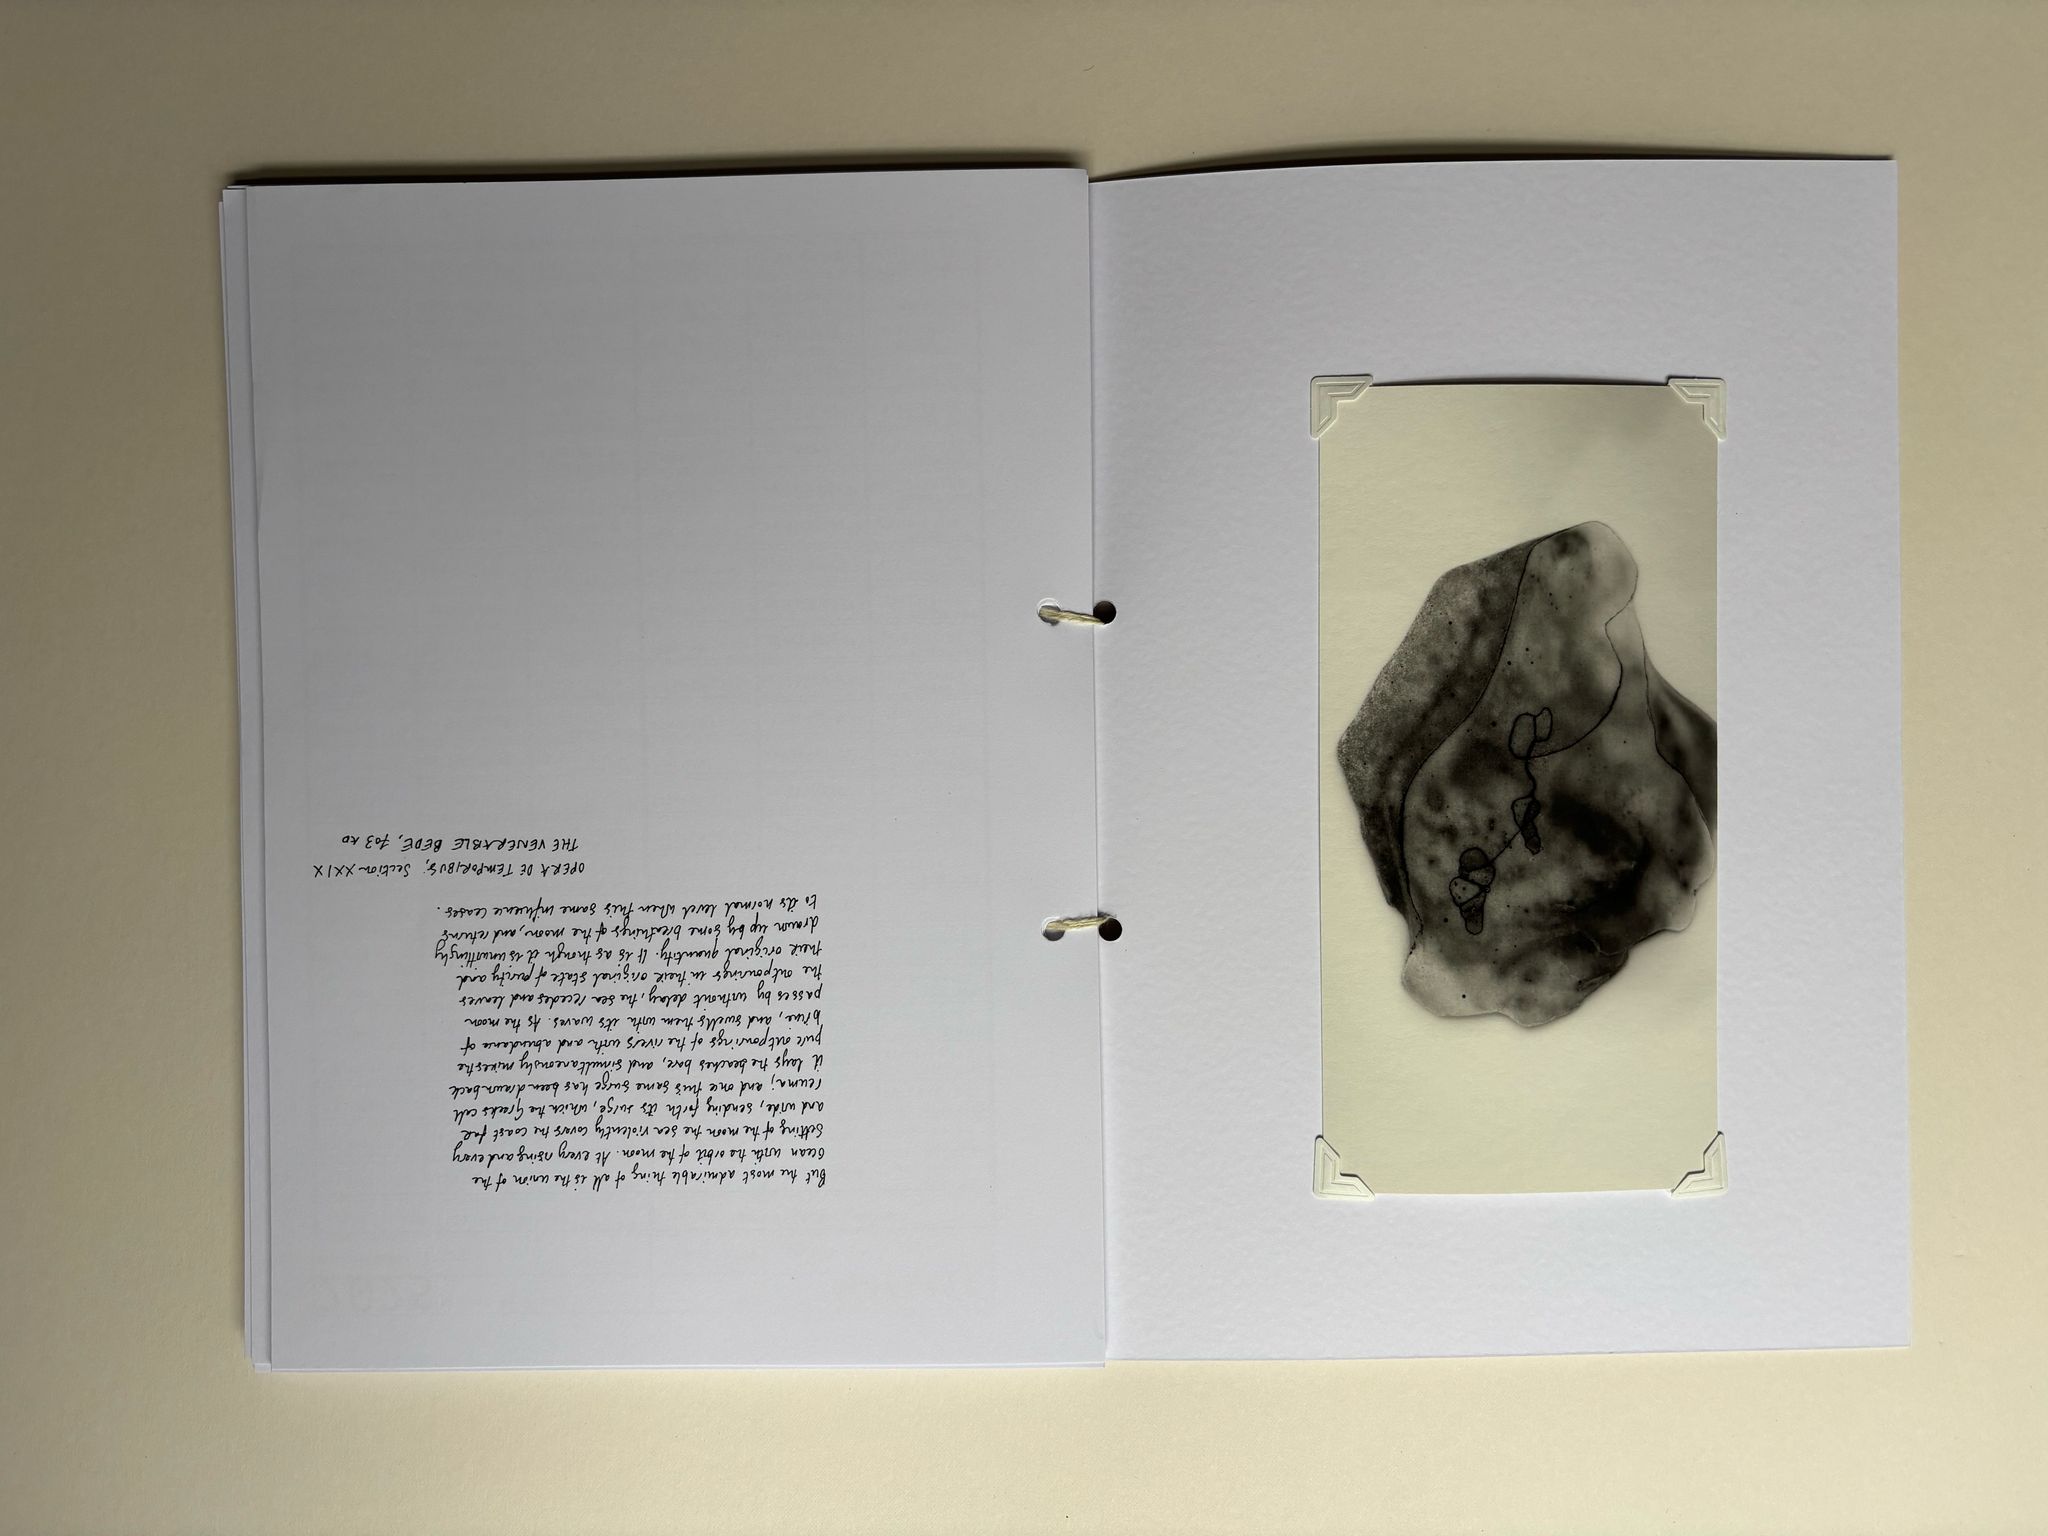 But the most admirable thing of all is the union of the
ocean with the orbit of the moon. At every rising and every
setting of the moon the sea violently covers the coast far
and wide, sending forth its surge, which the Greeks call
reuma; and once this same surge has been drawn back
it lays the beaches bare, and simultaneously mixes the
pure outpourings of the rivers with and abundance of
brine, and swells them with it's waves. As the moon
passes by without delay, the sea recedes and leaves
the outpourings in their original state of purity and
their original quantity. It is as though it is unwittingly
drawn up by some breathings of the moon, and returns
to its normal level when this same influence ceases.
OPERA DE TEMPORIBUS, Section XXIX
THE VENERABLE BEDE, 703 AD